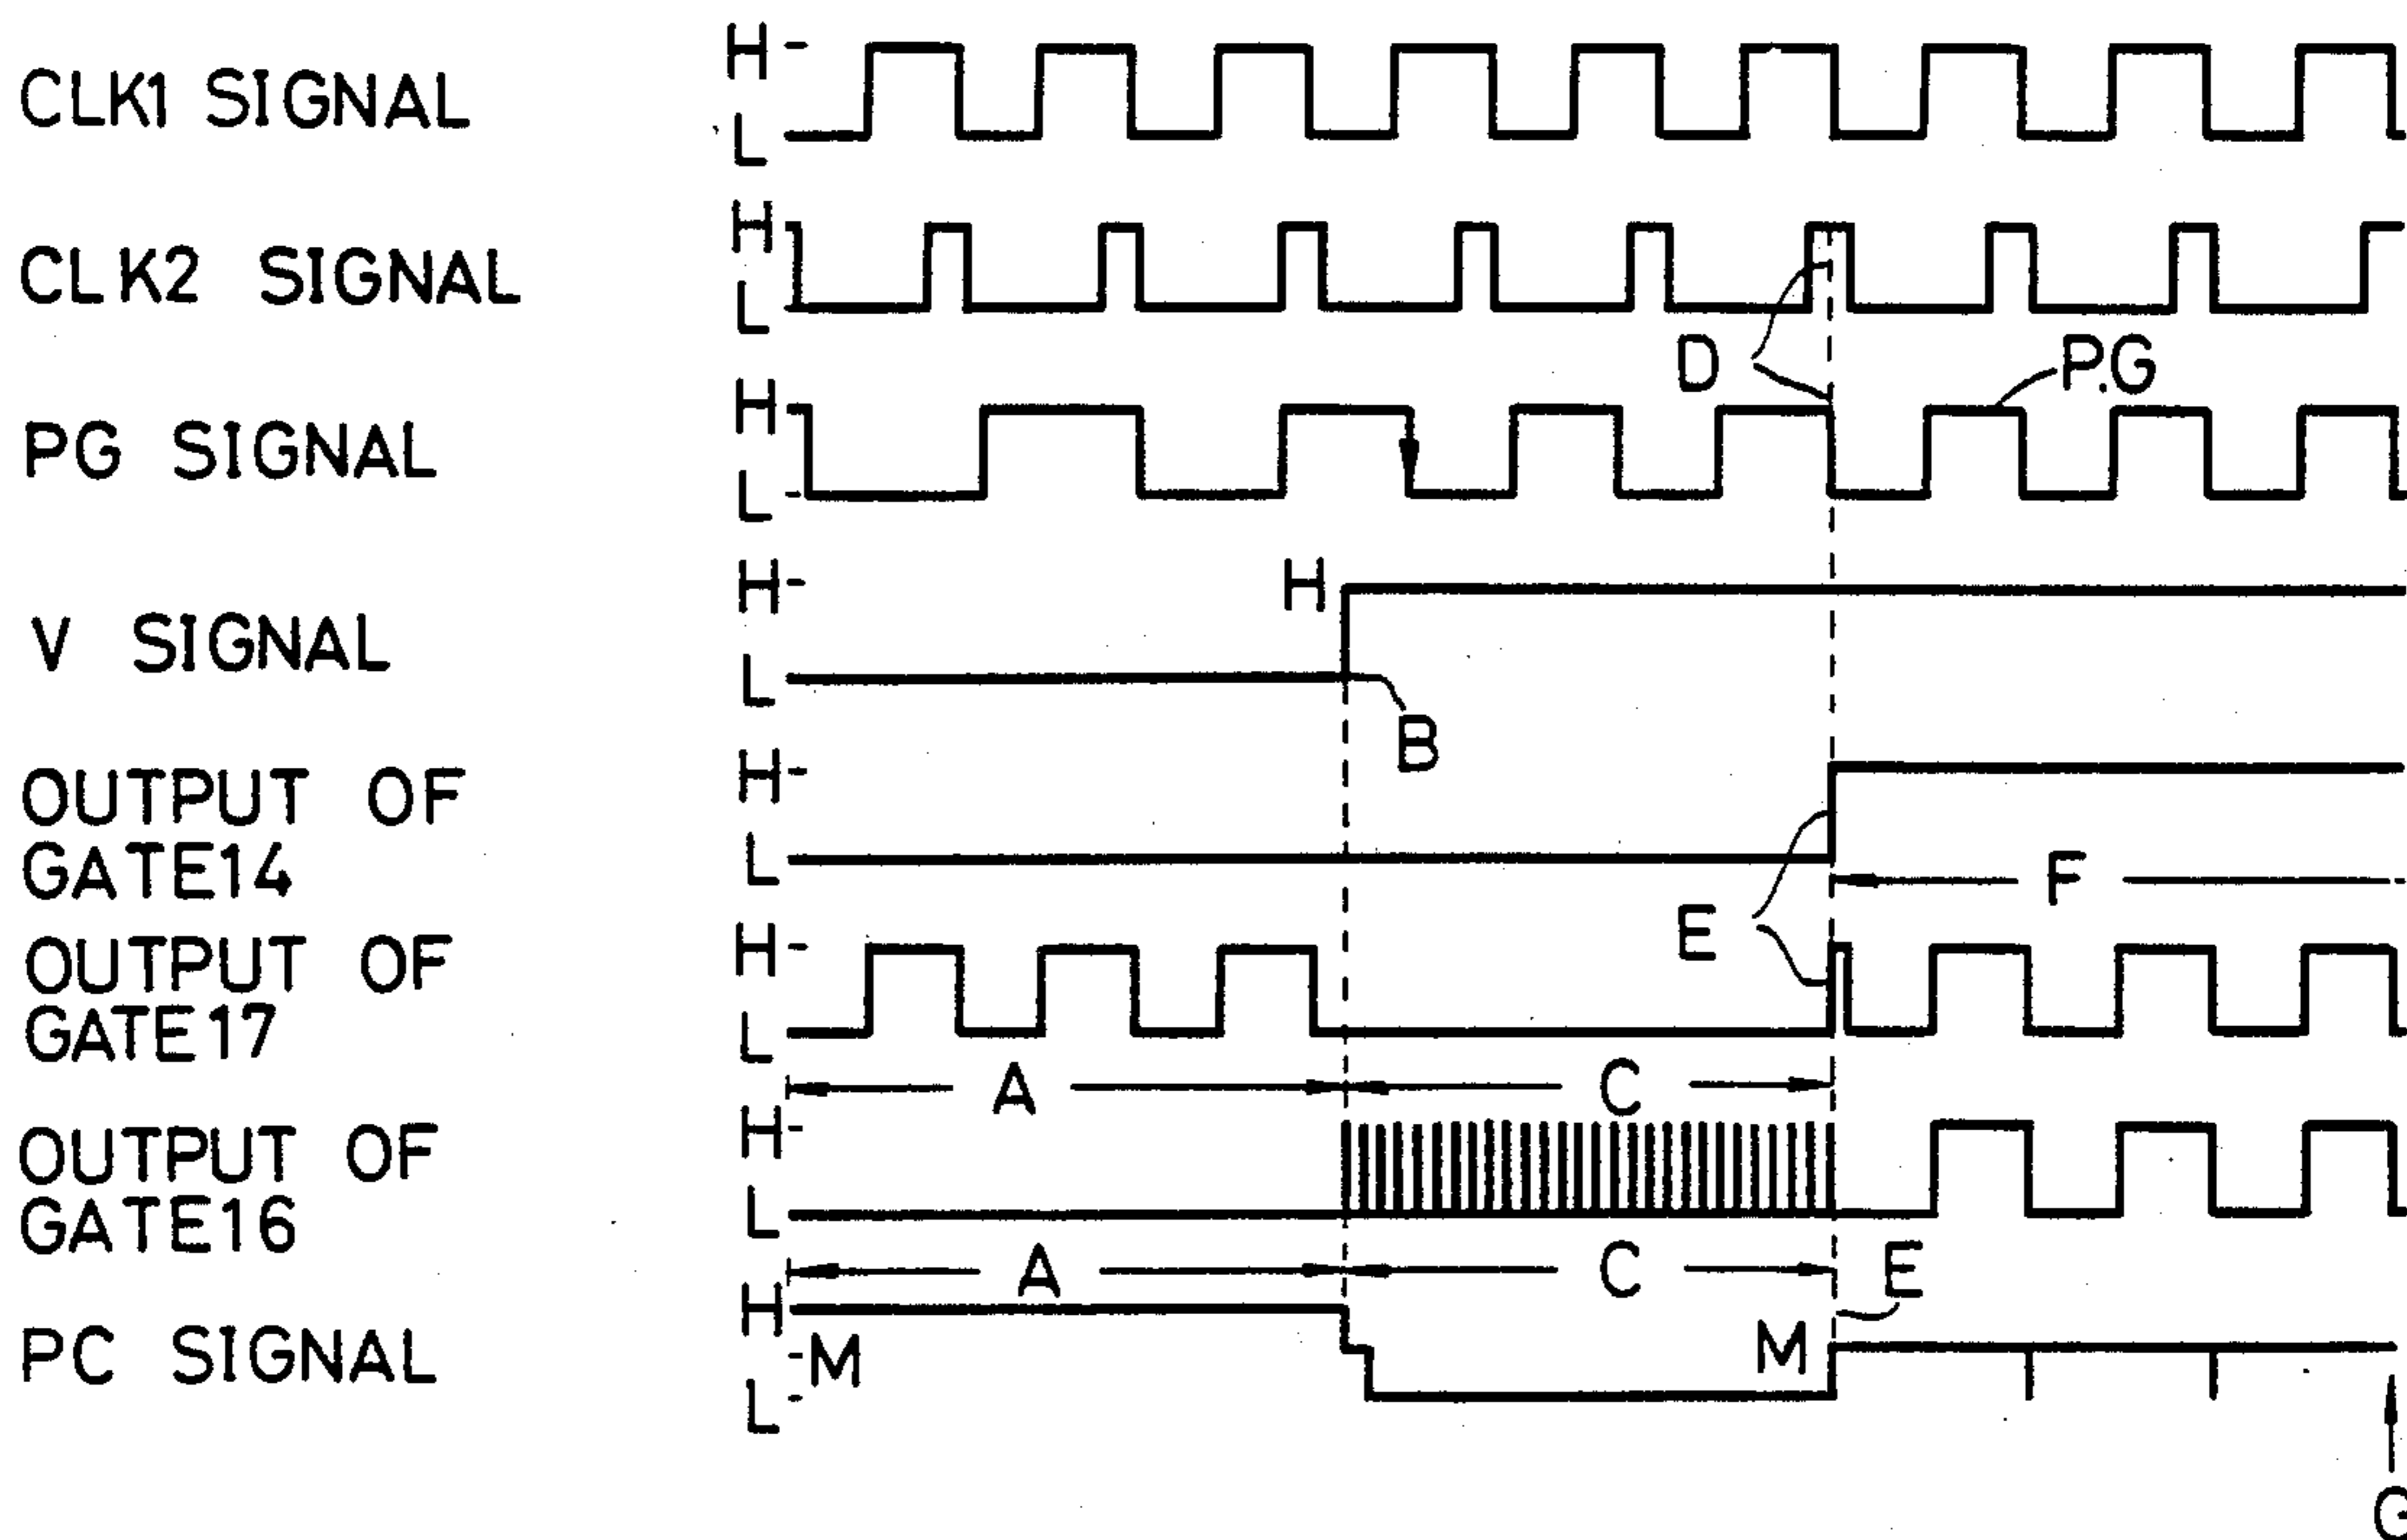 CLK1 SIGNAL
H
L
CLK2 SIGNAL
H
L
D
P.G
PG SIGNAL
H
L
V SIGNAL
H
H
L
B
OUTPUT OF
GATE14
H
L
F
E
OUTPUT OF
GATE17
H
L
A
C
OUTPUT OF
GATE16
H
L
A
C
E
PC SIGNAL
H
M
M
L